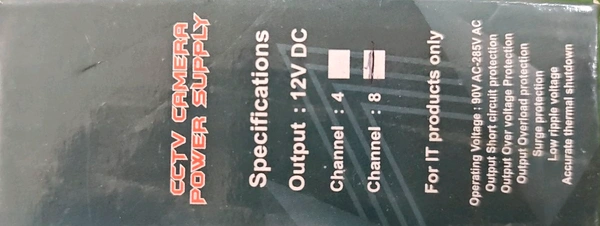 CCTV CAMERA
POWER SUPPLY
Specifications
Output : 12V DC
Channel : 4
Channel : 8
For IT products only
Operating Voltage : 90V AC-285V AC
Output Short circuit protection
Output Over voltage Protection
Output Overload protection
Surge protection
Low ripple voltage
Accurate thermal shutdown